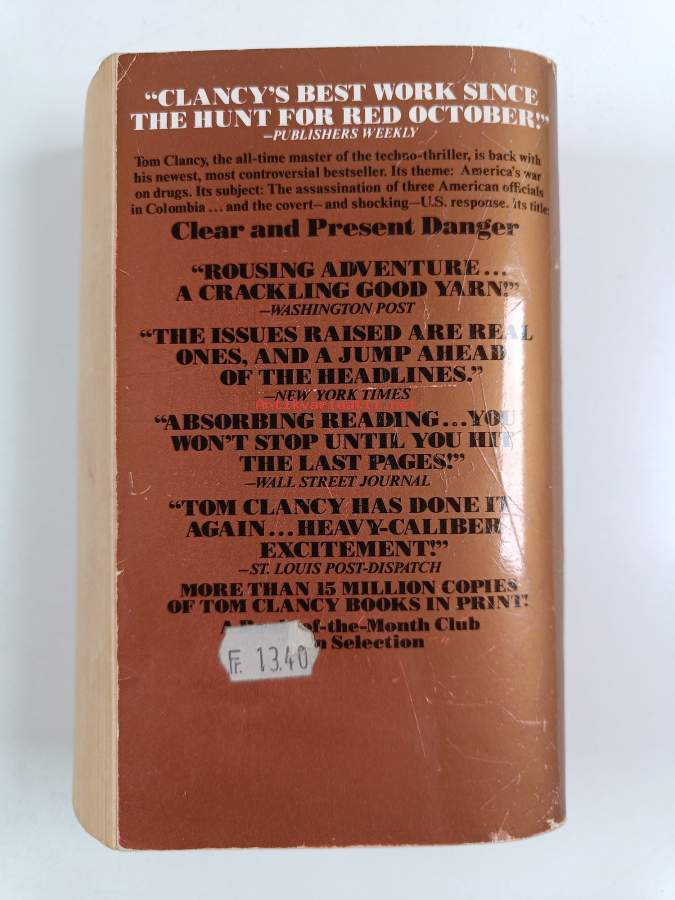 “CLANCY’S BEST WORK SINCE
THE HUNT FOR RED OCTOBER!”
—PUBLISHERS WEEKLY
Tom Clancy, the all-time master of the techno-thriller, is back with
his newest, most controversial bestseller. Its theme: America’s war
on drugs. Its subject: The assassination of three American officials
in Colombia ... and the covert—and shocking—U.S. response. Its title:
Clear and Present Danger
“ROUSING ADVENTURE...
A CRACKLING GOOD YARN!”
—WASHINGTON POST
“THE ISSUES RAISED ARE REAL
ONES, AND A JUMP AHEAD
OF THE HEADLINES.”
—NEW YORK TIMES
Antikvariaatti.net
“ABSORBING READING...YOU
WON’T STOP UNTIL YOU HIT
THE LAST PAGES!”
—WALL STREET JOURNAL
“TOM CLANCY HAS DONE IT
AGAIN...HEAVY-CALIBER
EXCITEMENT!”
—ST. LOUIS POST-DISPATCH
MORE THAN 15 MILLION COPIES
OF TOM CLANCY BOOKS IN PRINT!
A of-the-Month Club
Selection
Fr. 13.40